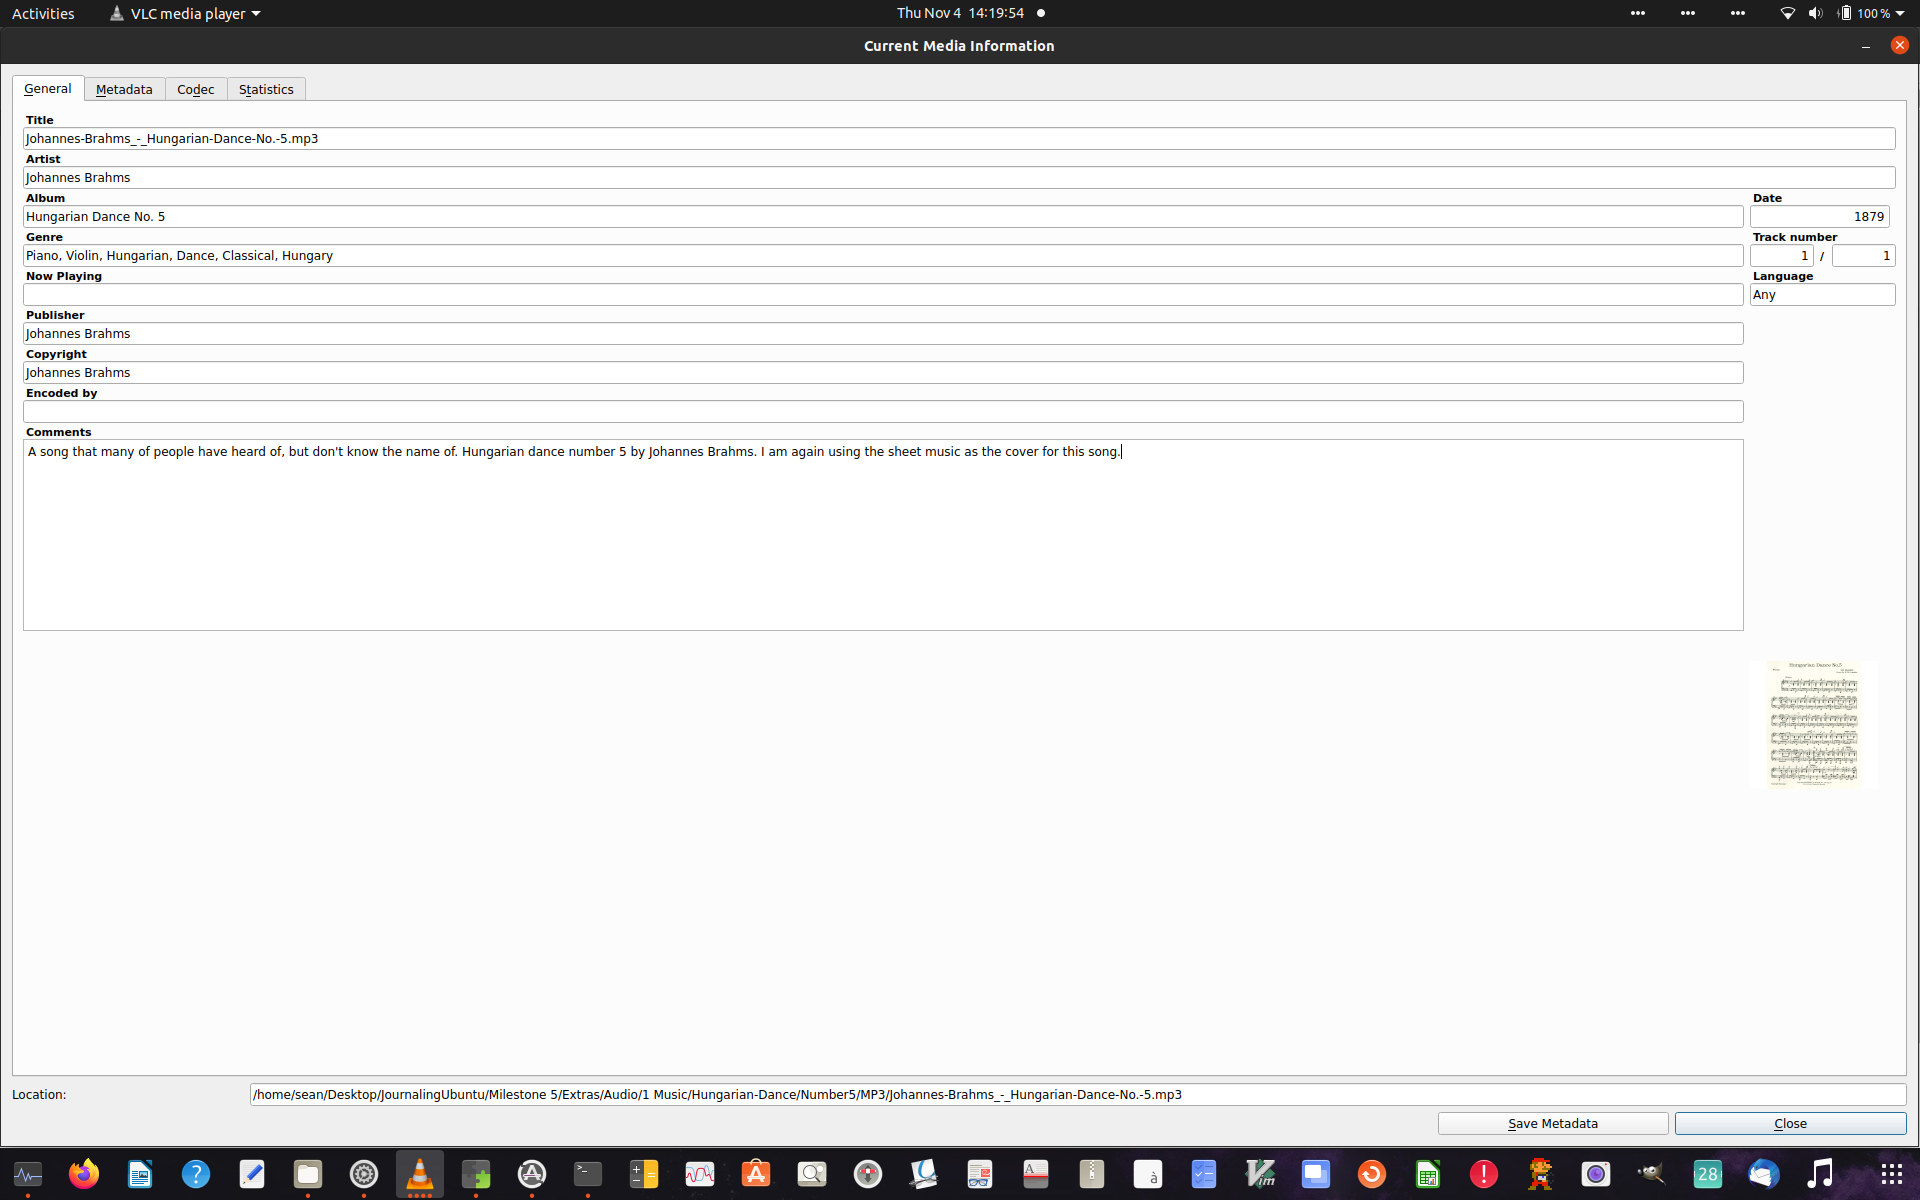 Activities
VLC media player
Thu Nov 4 14:19:54
100 %
Current Media Information
General
Metadata
Codec
Statistics
Title
Johannes-Brahms_-_Hungarian-Dance-No.-5.mp3
Artist
Johannes Brahms
Album
Date
Hungarian Dance No. 5
1879
Genre
Track number
Piano, Violin, Hungarian, Dance, Classical, Hungary
1 / 1
Now Playing
Language
Any
Publisher
Johannes Brahms
Copyright
Johannes Brahms
Encoded by
Comments
A song that many of people have heard of, but don't know the name of. Hungarian dance number 5 by Johannes Brahms. I am again using the sheet music as the cover for this song.
Hungarian Dance No.5
Location:
/home/sean/Desktop/JournalingUbuntu/Milestone 5/Extras/Audio/1 Music/Hungarian-Dance/Number5/MP3/Johannes-Brahms_-_Hungarian-Dance-No.-5.mp3
Save Metadata
Close
28